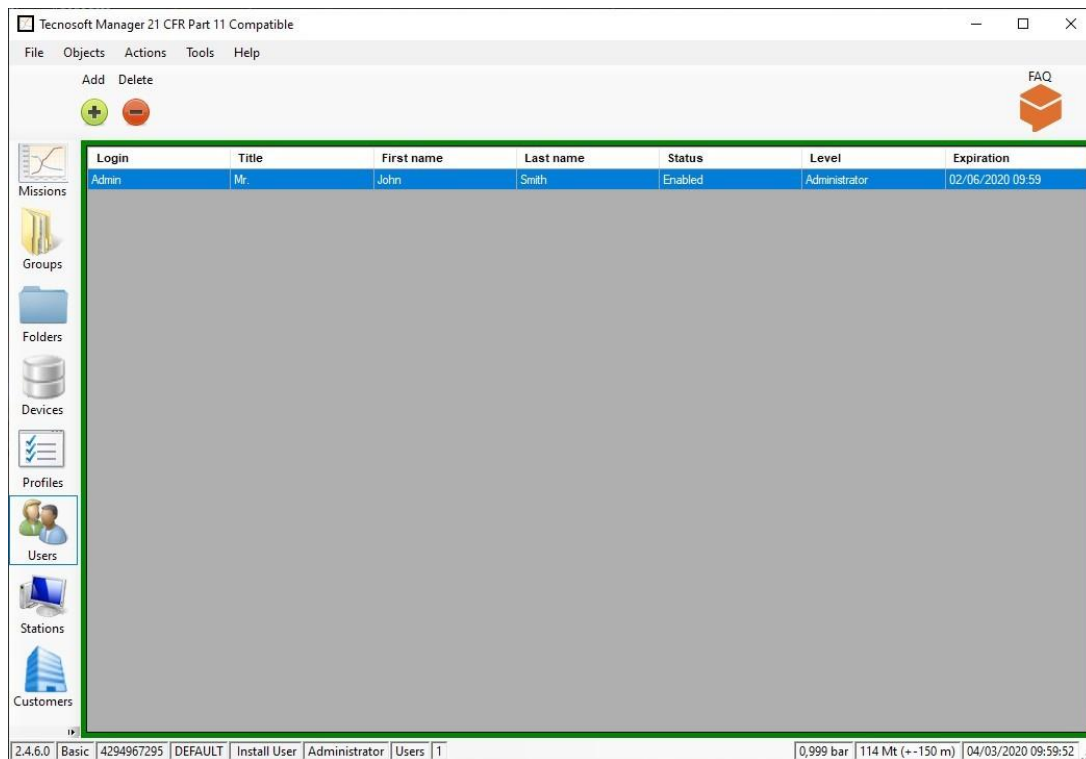 Tecnosoft Manager 21 CFR Part 11 Compatible
File Objects Actions Tools Help
Add Delete
FAQ
Login Title First name Last name Status Level Expiration
Admin Mr. John Smith Enabled Administrator 02/06/2020 09:59
Missions
Groups
Folders
Devices
Profiles
Users
Stations
Customers
2.4.6.0 Basic 4294967295 DEFAULT Install User Administrator Users 1 0,999 bar 114 Mt (+-150 m) 04/03/2020 09:59:52